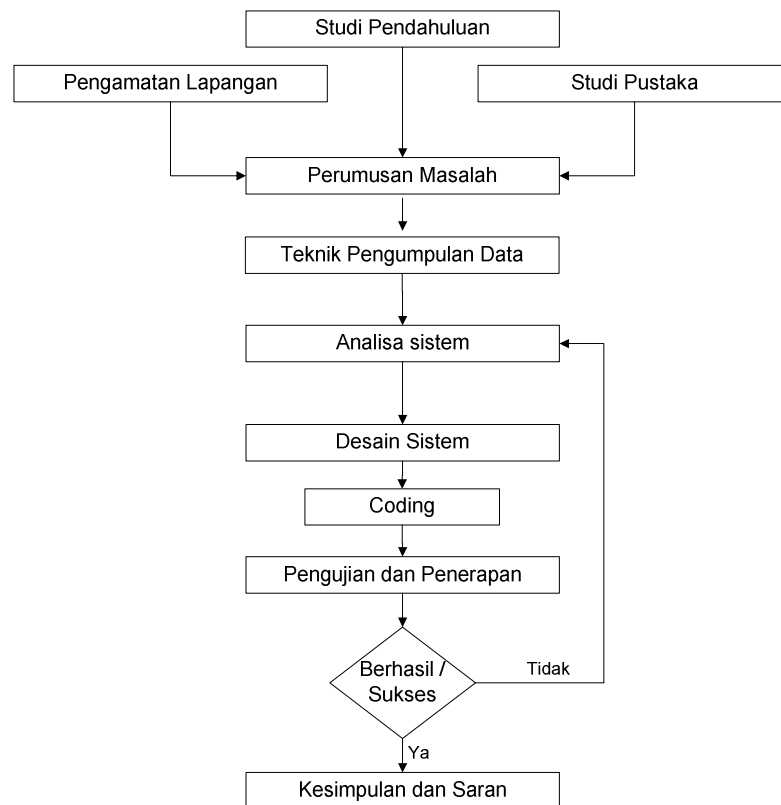 Studi Pendahuluan
Pengamatan Lapangan
Studi Pustaka
Perumusan Masalah
Teknik Pengumpulan Data
Analisa sistem
Desain Sistem
Coding
Pengujian dan Penerapan
Berhasil /
Sukses
Tidak
Ya
Kesimpulan dan Saran